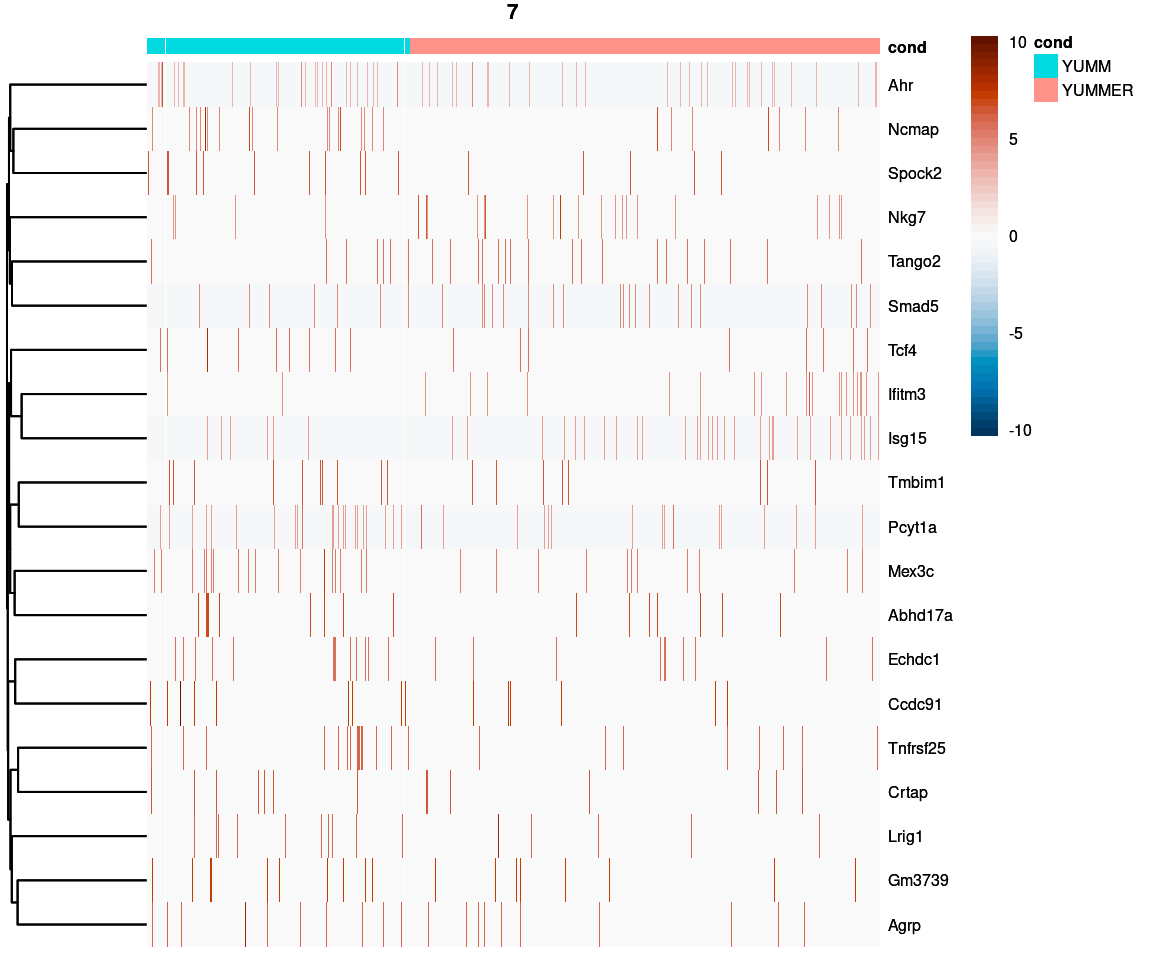 7
cond
Ahr
Ncmap
Spock2
Nkg7
Tango2
Smad5
Tcf4
Ifitm3
Isg15
Tmbim1
Pcyt1a
Mex3c
Abhd17a
Echdc1
Ccdc91
Tnfrsf25
Crtap
Lrig1
Gm3739
Agrp
10
5
0
-5
-10
cond
YUMM
YUMMER